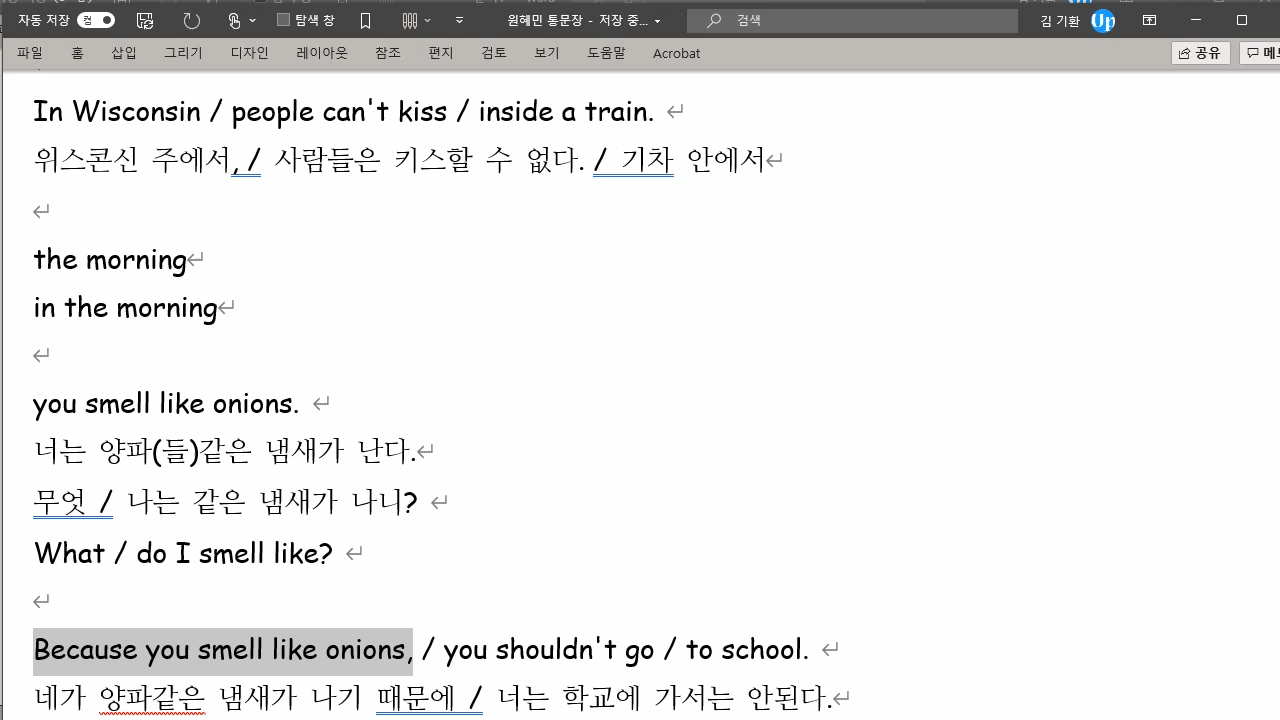 자동 저장 컴 탐색 창 원혜민 통문장 - 저장 중... 검색 김 기환 Up
파일 홈 삽입 그리기 디자인 레이아웃 참조 편지 검토 보기 도움말 Acrobat 공유 메모
In Wisconsin / people can't kiss / inside a train.
위스콘신 주에서, / 사람들은 키스할 수 없다. / 기차 안에서
the morning
in the morning
you smell like onions.
너는 양파(들)같은 냄새가 난다.
무엇 / 나는 같은 냄새가 나니?
What / do I smell like?
Because you smell like onions, / you shouldn't go / to school.
네가 양파같은 냄새가 나기 때문에 / 너는 학교에 가서는 안된다.